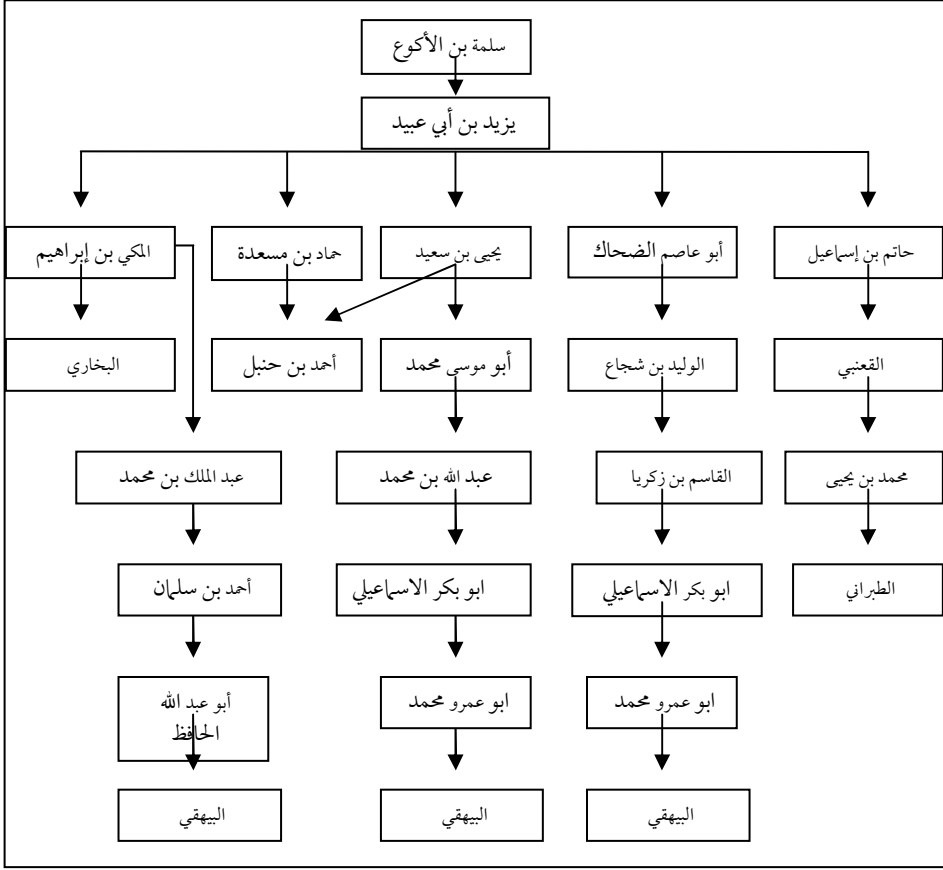 سلمة بن الأكوع
يزيد بن أبي عبيد
حاتم بن إسماعيل
أبو عاصم الضحاك
يحيى بن سعيد
حماد بن مسعدة
المكي بن إبراهيم
القعنبي
الوليد بن شجاع
أبو موسى محمد
أحمد بن حنبل
البخاري
محمد بن يحيى
القاسم بن زكريا
عبد الله بن محمد
عبد الملك بن محمد
الطبراني
ابو بكر الاسماعيلي
ابو بكر الاسماعيلي
أحمد بن سلمان
ابو عمرو محمد
ابو عمرو محمد
أبو عبد الله
الحافظ
البيهقي
البيهقي
البيهقي